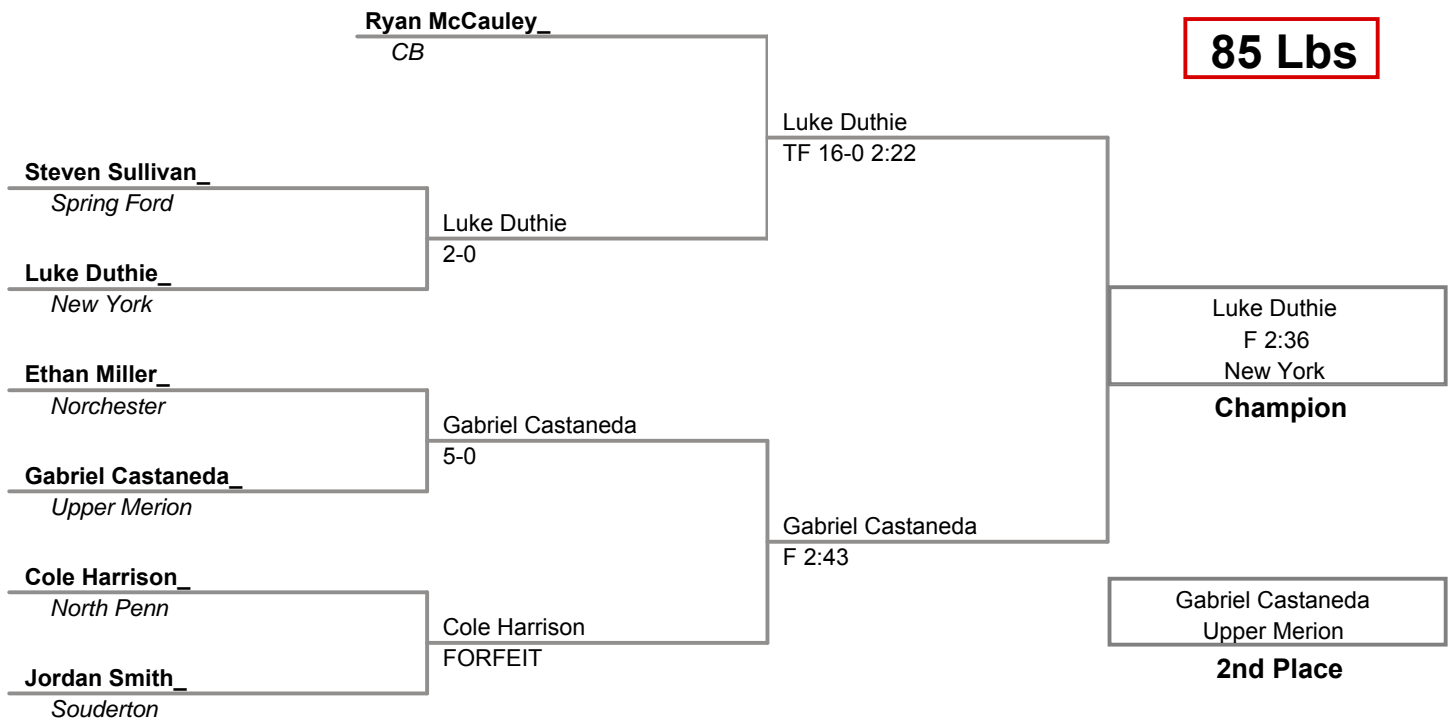 Ryan McCauley_
CB
85 Lbs
Luke Duthie
TF 16-0 2:22
Steven Sullivan_
Spring Ford
Luke Duthie
2-0
Luke Duthie_
New York
Luke Duthie
F 2:36
New York
Champion
Ethan Miller_
Norchester
Gabriel Castaneda
5-0
Gabriel Castaneda_
Upper Merion
Gabriel Castaneda
F 2:43
Cole Harrison_
North Penn
Cole Harrison
FORFEIT
Jordan Smith_
Souderton
Gabriel Castaneda
Upper Merion
2nd Place